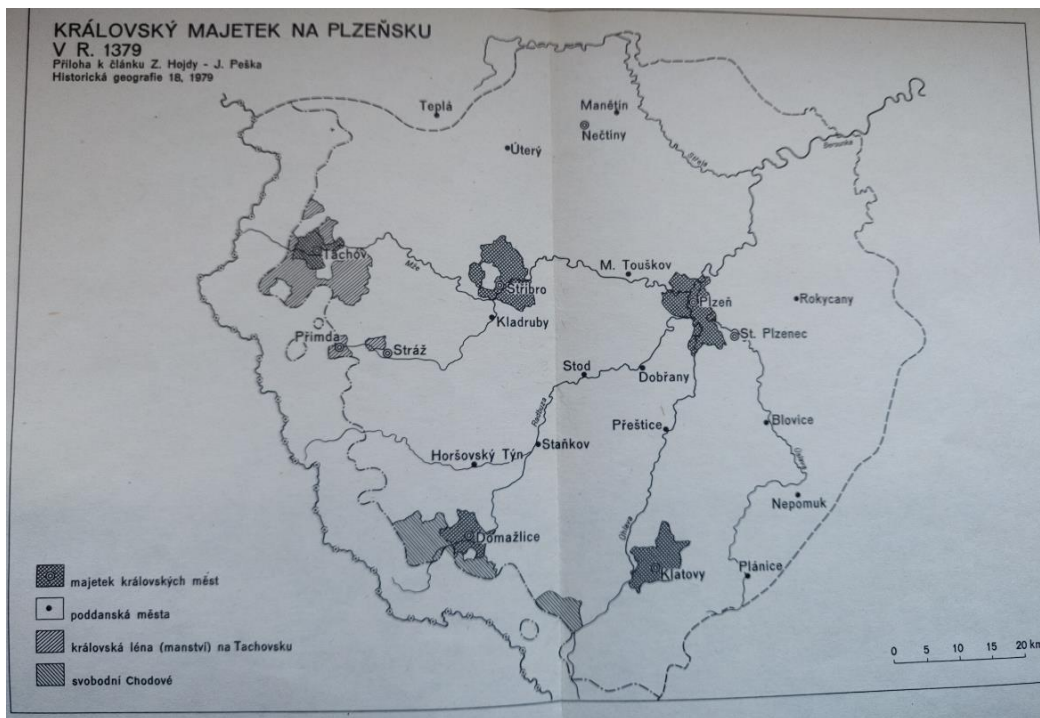 KRÁLOVSKÝ MAJETEK NA PLZEŇSKU
V R. 1379
Příloha k článku Z. Hojdy - J. Peška
Historická geografie 18, 1979
Teplá
Manětín
Nečtiny
Úterý
Střela
Berounka
Tachov
Mže
Stříbro
M. Touškov
Plzeň
Rokycany
Kladruby
St. Plzenec
Přimda
Stráž
Stod
Dobřany
Radbuza
Přeštice
Blovice
Staňkov
Horšovský Týn
Úslava
Nepomuk
Úhlava
Domažlice
Klatovy
Plánice
majetek královských měst
poddanská města
královská léna (manství) na Tachovsku
svobodní Chodové
0 5 10 15 20 km